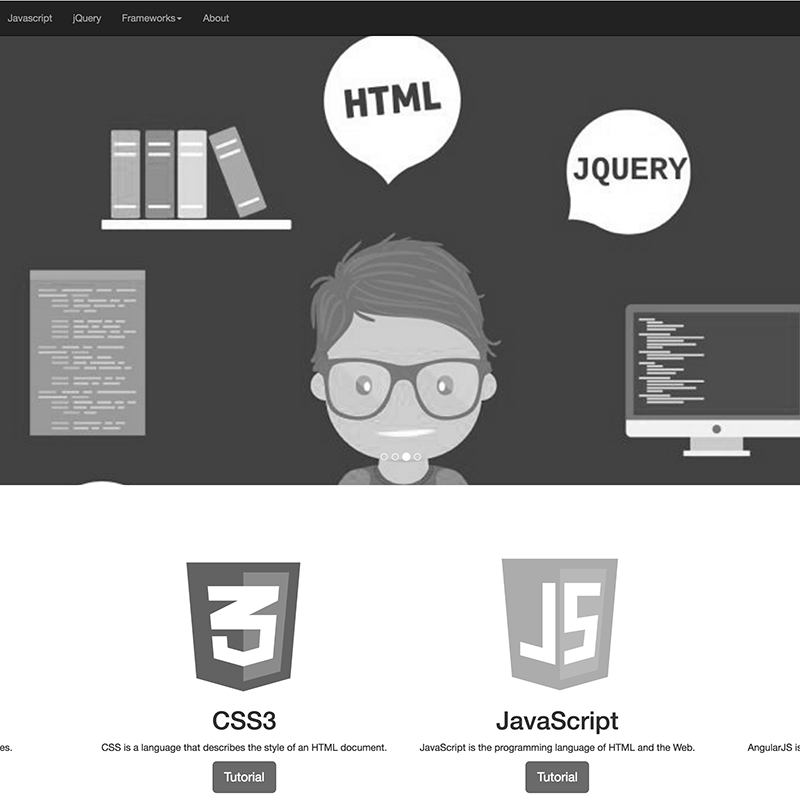 Javascript jQuery Frameworks About
HTML
JQUERY
3 JS
CSS3 JavaScript
es. CSS is a language that describes the style of an HTML document. JavaScript is the programming language of HTML and the Web. AngularJS is
Tutorial Tutorial